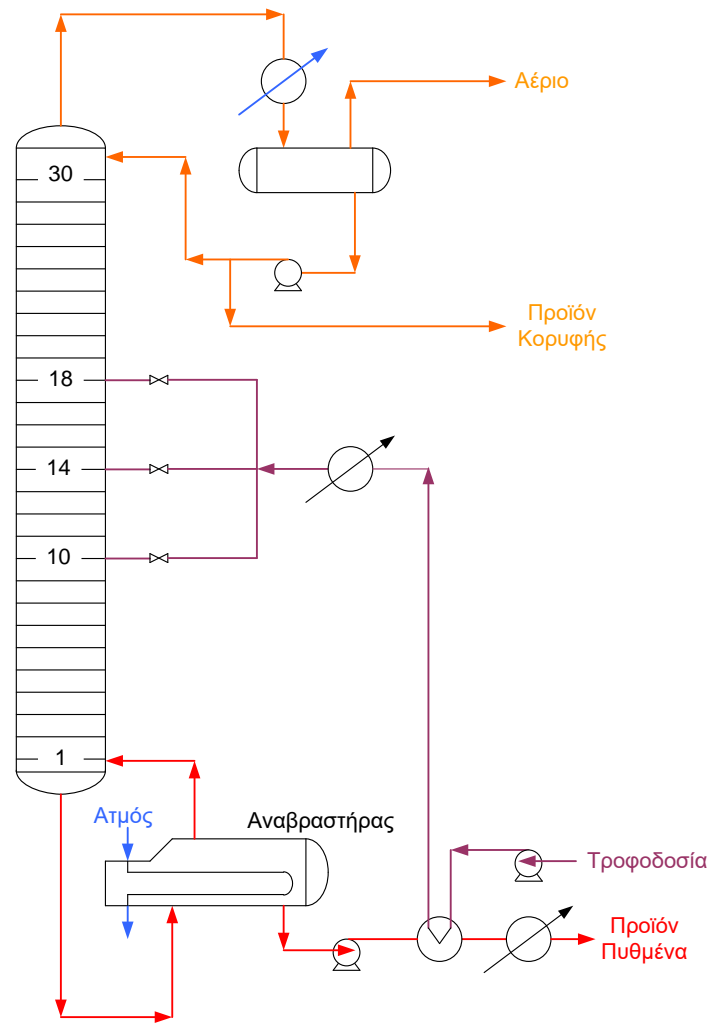 Αέριο
30
Προϊόν
Κορυφής
18
14
10
1
Ατμός
Αναβραστήρας
Τροφοδοσία
Προϊόν
Πυθμένα